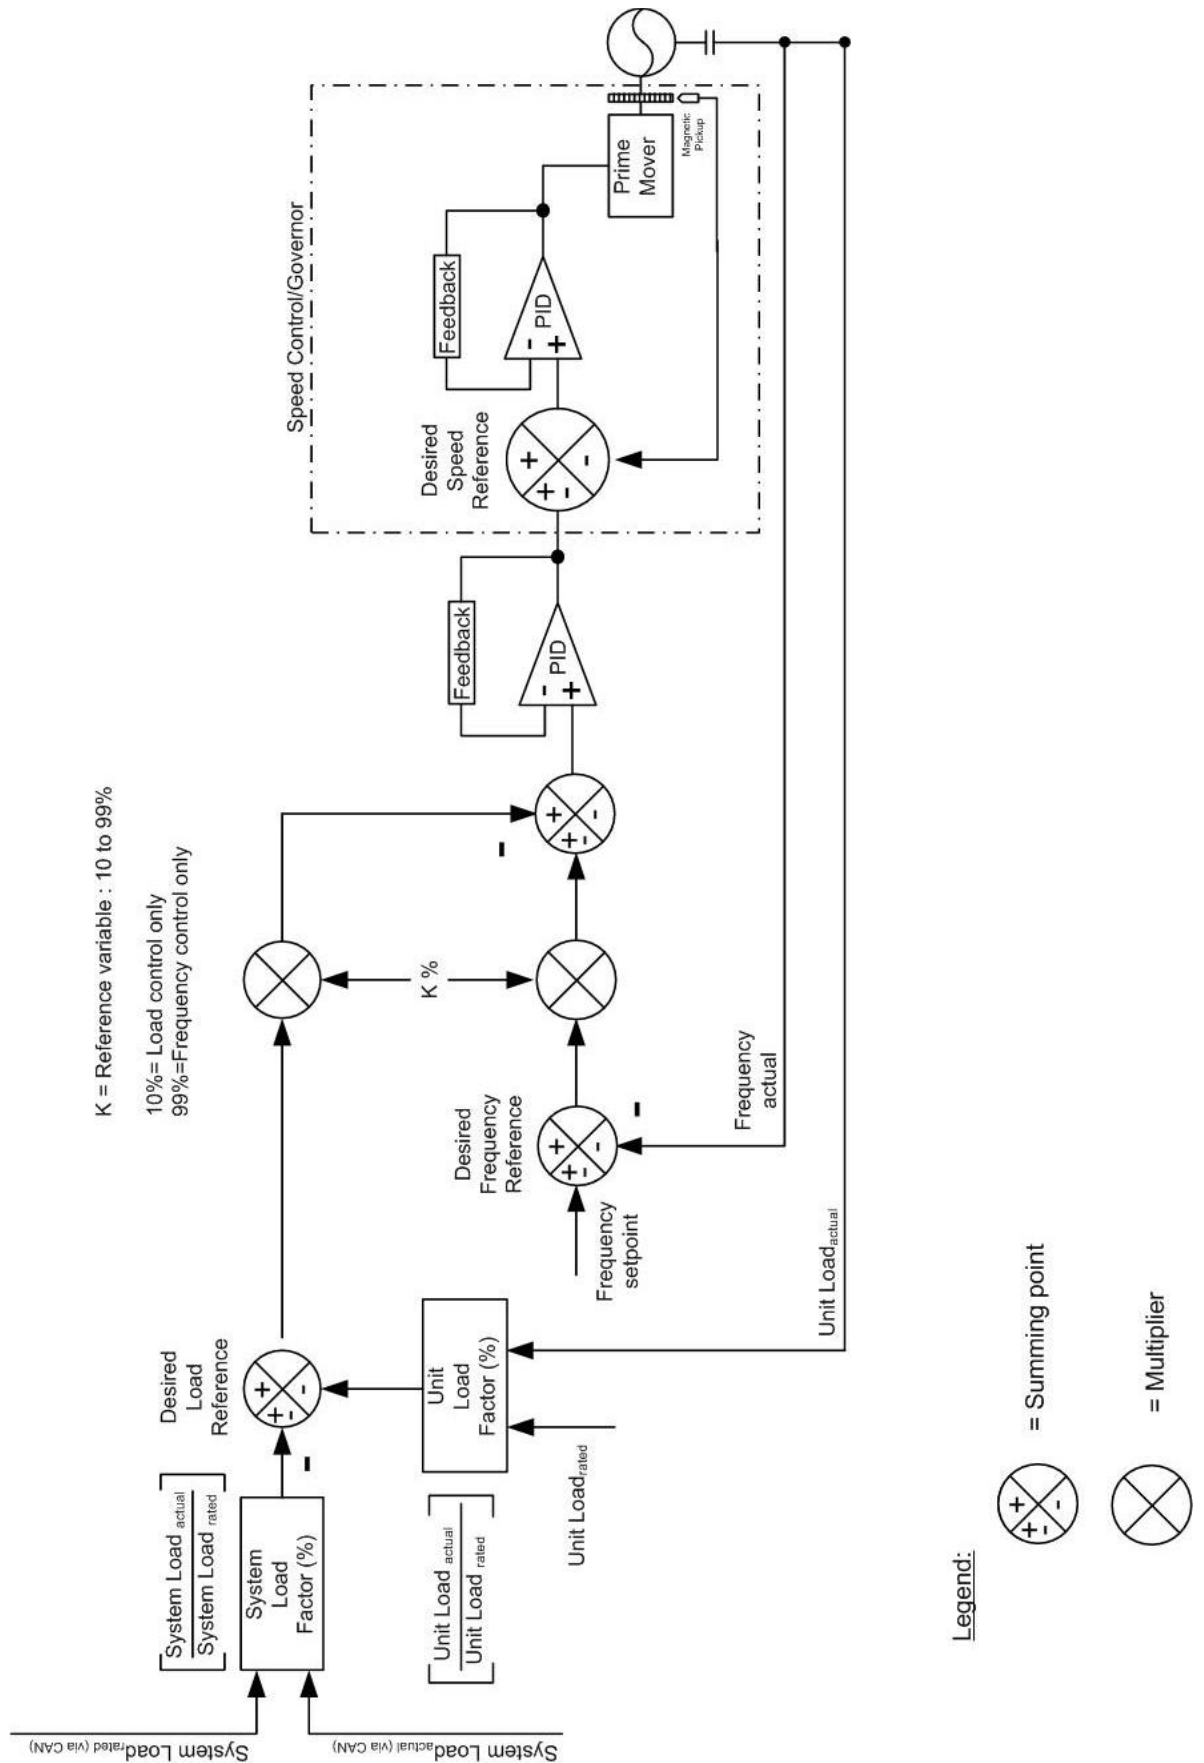 System Load rated (via CAN)
System Load actual (via CAN)
System Load actual
System Load rated
System
Load
Factor (%)
Desired
Load
Reference
Unit Load actual
Unit Load rated
Unit
Load
Factor (%)
Unit Load rated
Unit Load actual
K = Reference variable : 10 to 99%
10%= Load control only
99%=Frequency control only
K %
Frequency
setpoint
Desired
Frequency
Reference
Frequency
actual
Feedback
PID
Speed Control/Governor
Desired
Speed
Reference
Feedback
PID
Prime
Mover
Magnetic
Pickup
Legend:
= Summing point
= Multiplier